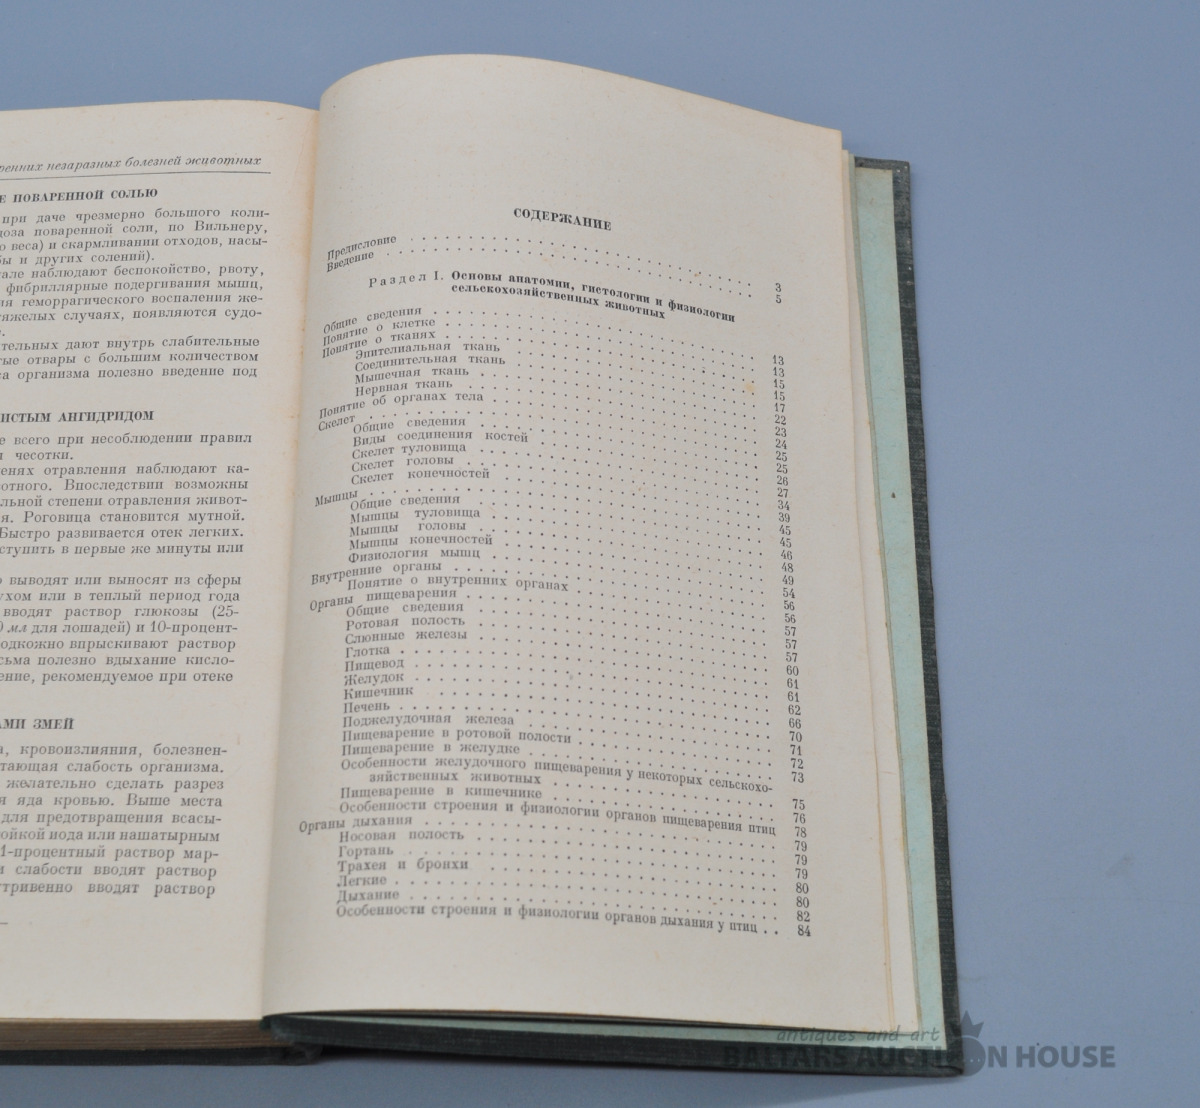 ренних незаразных болезней животных
Е ПОВАРЕННОЙ СОЛЬЮ
при даче чрезмерно большого коли-
доза поваренной соли, по Вильнеру,
о веса) и скармливании отходов, насы-
бы и других солений).
але наблюдают беспокойство, рвоту,
фибриллярные подергивания мышц,
ия геморрагического воспаления же-
тяжелых случаях, появляются судо-
тельных дают внутрь слабительные
тые отвары с большим количеством
са организма полезно введение под
ИСТЫМ АНГИДРИДОМ
е всего при несоблюдении правил
и чесотки.
енях отравления наблюдают ка-
отного. Впоследствии возможны
льной степени отравления живот-
я. Роговица становится мутной.
Быстро развивается отек легких.
ступить в первые же минуты или
о выводят или выносят из сферы
ухом или в теплый период года
вводят раствор глюкозы (25-
0 мл для лошадей) и 10-процент-
одкожно впрыскивают раствор
сьма полезно вдыхание кисло-
ение, рекомендуемое при отеке
АМИ ЗМЕЙ
а, кровоизлияния, болезнен-
тающая слабость организма.
желательно сделать разрез
я яда кровью. Выше места
для предотвращения всасы-
ойкой иода или нашатырным
1-процентный раствор мар-
и слабости вводят раствор
утривенно вводят раствор
СОДЕРЖАНИЕ
Предисловие 3
Введение 5
Раздел I. Основы анатомии, гистологии и физиологии
сельскохозяйственных животных
Общие сведения 13
Понятие о клетке 13
Понятие о тканях 15
Эпителиальная ткань 15
Соединительная ткань 17
Мышечная ткань 22
Нервная ткань 23
Понятие об органах тела 24
Скелет 25
Общие сведения 25
Виды соединения костей 26
Скелет туловища 27
Скелет головы 34
Скелет конечностей 39
Мышцы 45
Общие сведения 45
Мышцы туловища 46
Мышцы головы 48
Мышцы конечностей 49
Физиология мышц 54
Внутренние органы 56
Понятие о внутренних органах 56
Органы пищеварения 57
Общие сведения 57
Ротовая полость 57
Слюнные железы 60
Глотка 61
Пищевод 61
Желудок 62
Кишечник 66
Печень 70
Поджелудочная железа 71
Пищеварение в ротовой полости 72
Пищеварение в желудке 73
Особенности желудочного пищеварения у некоторых сельскохо-
зяйственных животных 75
Пищеварение в кишечнике 76
Особенности строения и физиологии органов пищеварения птиц 78
Органы дыхания 79
Носовая полость 79
Гортань 79
Трахея и бронхи 80
Легкие 80
Дыхание 82
Особенности строения и физиологии органов дыхания у птиц 84
antiques and art
BALTARS AUCTION HOUSE